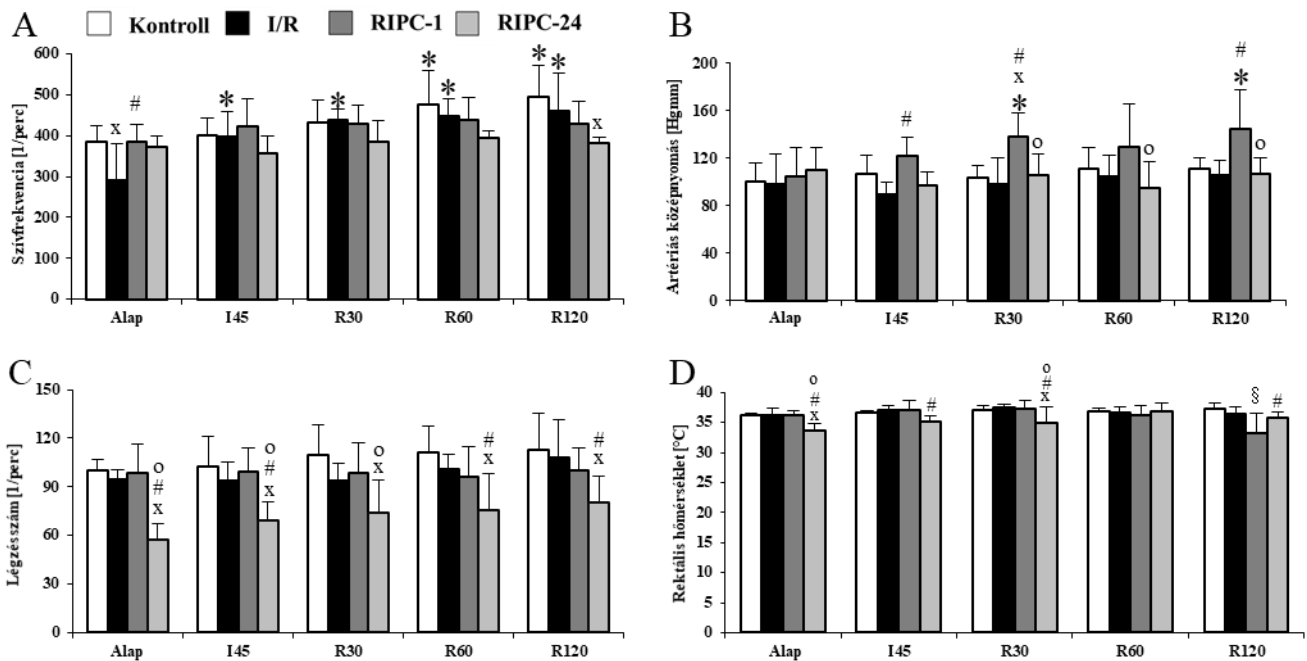 A
Kontroll I/R RIPC-1 RIPC-24
Szívfrekvencia [1/perc]
600
500
400
300
200
100
0
x
#
*
*
*
*
*
*
x
Alap I45 R30 R60 R120
B
Artériás középnyomás [Hgmm]
200
160
120
80
40
0
#
#
x
*
o
o
#
*
o
Alap I45 R30 R60 R120
C
Légzésszám [1/perc]
150
120
90
60
30
0
o
#
x
o
#
x
o
x
#
x
#
x
Alap I45 R30 R60 R120
D
Rektális hőmérséklet [°C]
40
35
30
25
20
15
10
5
0
o
#
x
#
o
#
x
§
#
Alap I45 R30 R60 R120